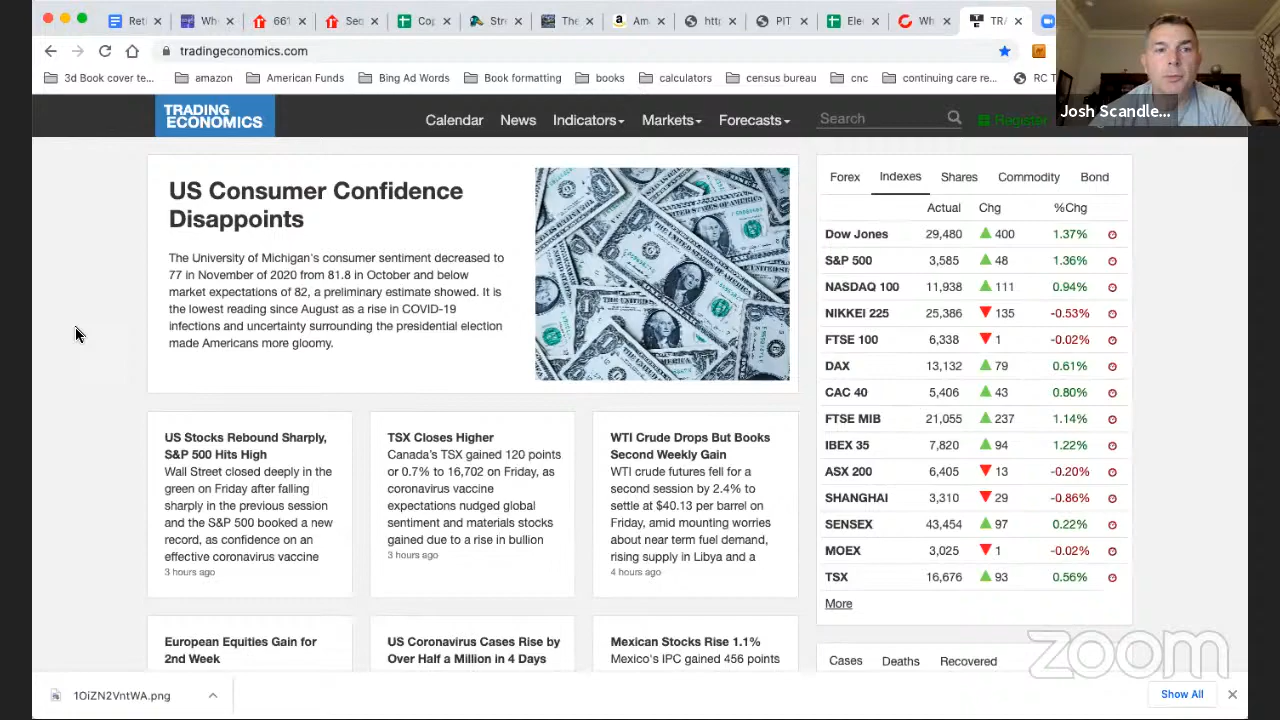 Ret
Wh
661
Sec
Co
Str
The
Am
htt
PIT
Ele
Wh
TR
tradingeconomics.com
3d Book cover te...
amazon
American Funds
Bing Ad Words
Book formatting
books
calculators
census bureau
cnc
continuing care re...
RC T
Josh Scandle...
TRADING
ECONOMICS
Calendar
News
Indicators
Markets
Forecasts
Search
Register
US Consumer Confidence
Disappoints
The University of Michigan's consumer sentiment decreased to
77 in November of 2020 from 81.8 in October and below
market expectations of 82, a preliminary estimate showed. It is
the lowest reading since August as a rise in COVID-19
infections and uncertainty surrounding the presidential election
made Americans more gloomy.
US Stocks Rebound Sharply,
S&P 500 Hits High
Wall Street closed deeply in the
green on Friday after falling
sharply in the previous session
and the S&P 500 booked a new
record, as confidence on an
effective coronavirus vaccine
3 hours ago
TSX Closes Higher
Canada's TSX gained 120 points
or 0.7% to 16,702 on Friday, as
coronavirus vaccine
expectations nudged global
sentiment and materials stocks
gained due to a rise in bullion
3 hours ago
WTI Crude Drops But Books
Second Weekly Gain
WTI crude futures fell for a
second session by 2.4% to
settle at $40.13 per barrel on
Friday, amid mounting worries
about near term fuel demand,
rising supply in Libya and a
4 hours ago
European Equities Gain for
2nd Week
US Coronavirus Cases Rise by
Over Half a Million in 4 Days
Mexican Stocks Rise 1.1%
Mexico's IPC gained 456 points
Forex Indexes Shares Commodity Bond
Actual Chg %Chg
Dow Jones 29,480 400 1.37%
S&P 500 3,585 48 1.36%
NASDAQ 100 11,938 111 0.94%
NIKKEI 225 25,386 135 -0.53%
FTSE 100 6,338 1 -0.02%
DAX 13,132 79 0.61%
CAC 40 5,406 43 0.80%
FTSE MIB 21,055 237 1.14%
IBEX 35 7,820 94 1.22%
ASX 200 6,405 13 -0.20%
SHANGHAI 3,310 29 -0.86%
SENSEX 43,454 97 0.22%
MOEX 3,025 1 -0.02%
TSX 16,676 93 0.56%
More
Cases Deaths Recovered
zoom
1OiZN2VntWA.png
Show All